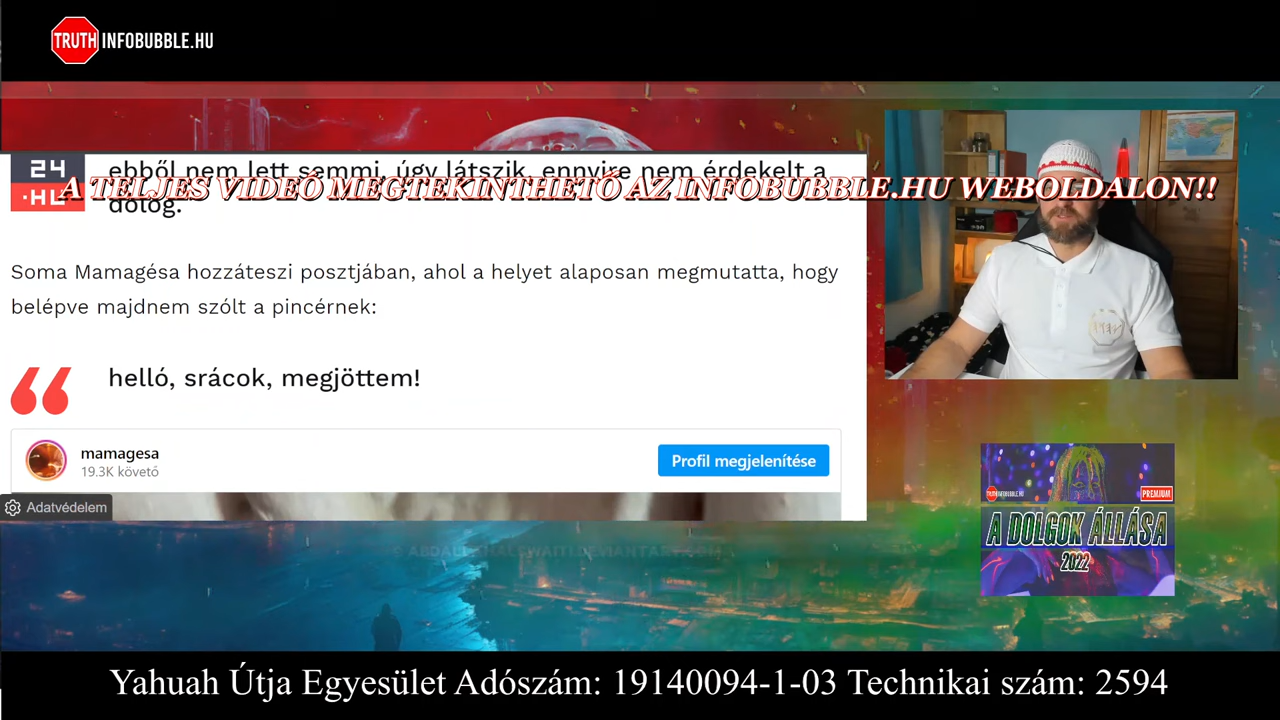 TRUTH INFOBUBBLE.HU
24
.HU
ebből nem lett semmi, úgy látszik, ennyire nem érdekelt a
dolog.
A TELJES VIDEÓ MEGTEKINTHETŐ AZ INFOBUBBLE.HU WEBOLDALON!!
Soma Mamagésa hozzáteszi posztjában, ahol a helyet alaposan megmutatta, hogy
belépve majdnem szólt a pincérnek:
helló, srácok, megjöttem!
mamagesa
19.3K követő
Profil megjelenítése
Adatvédelem
TRUTH INFOBUBBLE.HU
PREMIUM
A DOLGOK ÁLLÁSA
2022
Yahuah Útja Egyesület Adószám: 19140094-1-03 Technikai szám: 2594